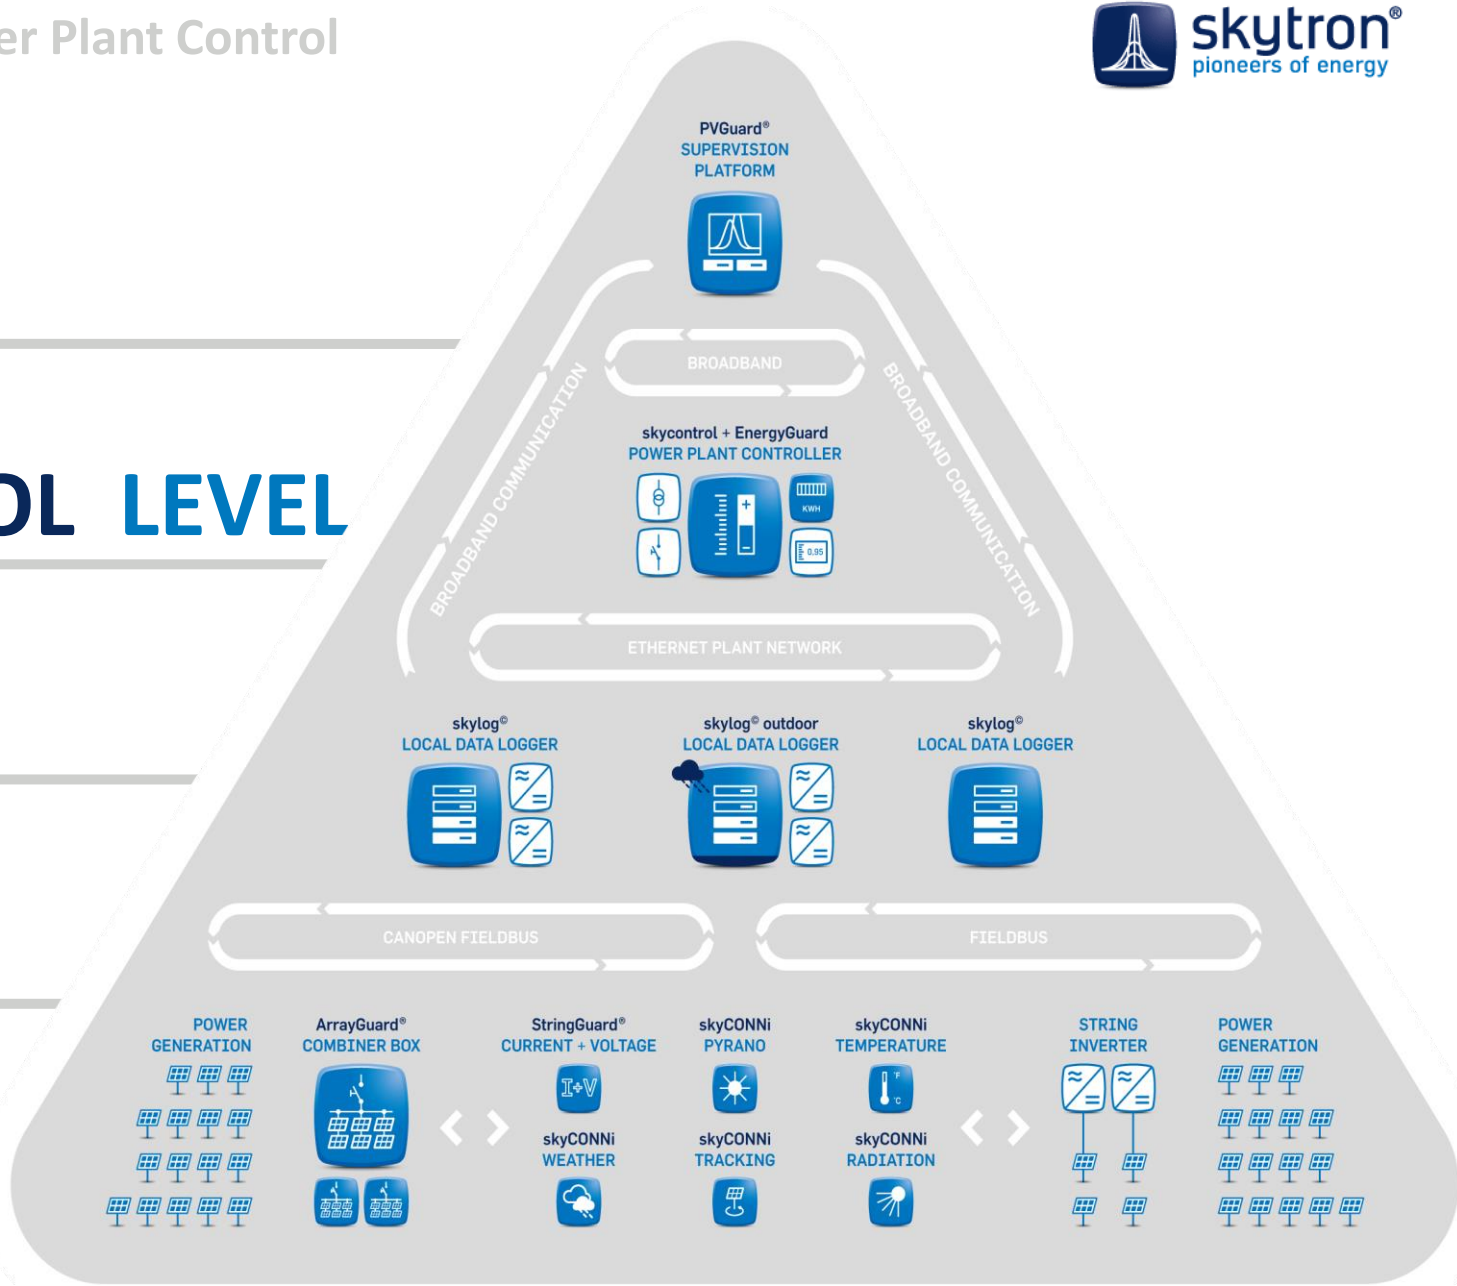 er Plant Control
skytron®
pioneers of energy
PVGuard®
SUPERVISION
PLATFORM
BROADBAND
BROADBAND COMMUNICATION
BROADBAND COMMUNICATION
skycontrol + EnergyGuard
POWER PLANT CONTROLLER
KWH
0.95
OL LEVEL
ETHERNET PLANT NETWORK
skylog©
LOCAL DATA LOGGER
skylog© outdoor
LOCAL DATA LOGGER
skylog©
LOCAL DATA LOGGER
CANOPEN FIELDBUS
FIELDBUS
POWER
GENERATION
ArrayGuard®
COMBINER BOX
StringGuard®
CURRENT + VOLTAGE
I+V
skyCONNi
PYRANO
skyCONNi
TEMPERATURE
°F
°C
STRING
INVERTER
POWER
GENERATION
skyCONNi
WEATHER
skyCONNi
TRACKING
skyCONNi
RADIATION